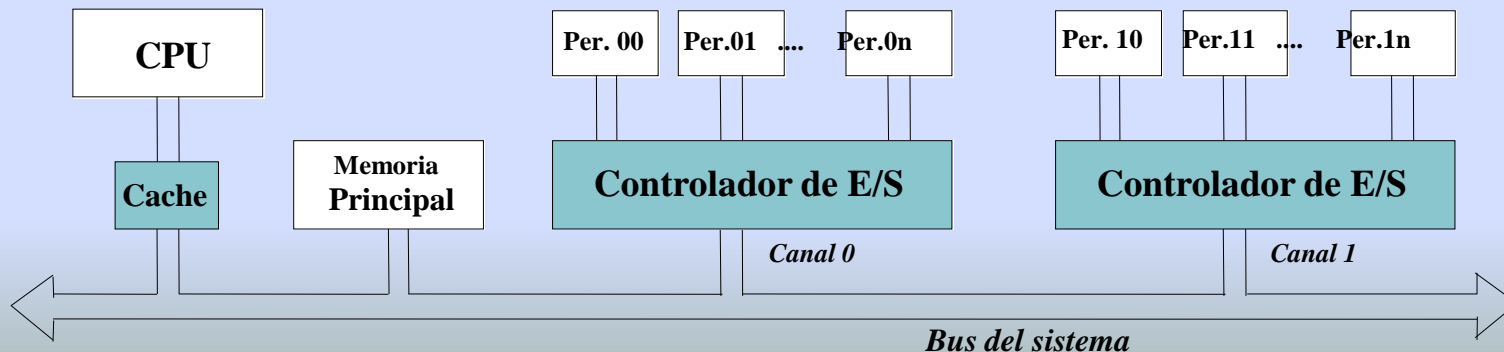 CPU
Cache
Memoria
Principal
Per. 00
Per.01
....
Per.0n
Controlador de E/S
Canal 0
Per. 10
Per.11
....
Per.1n
Controlador de E/S
Canal 1
Bus del sistema